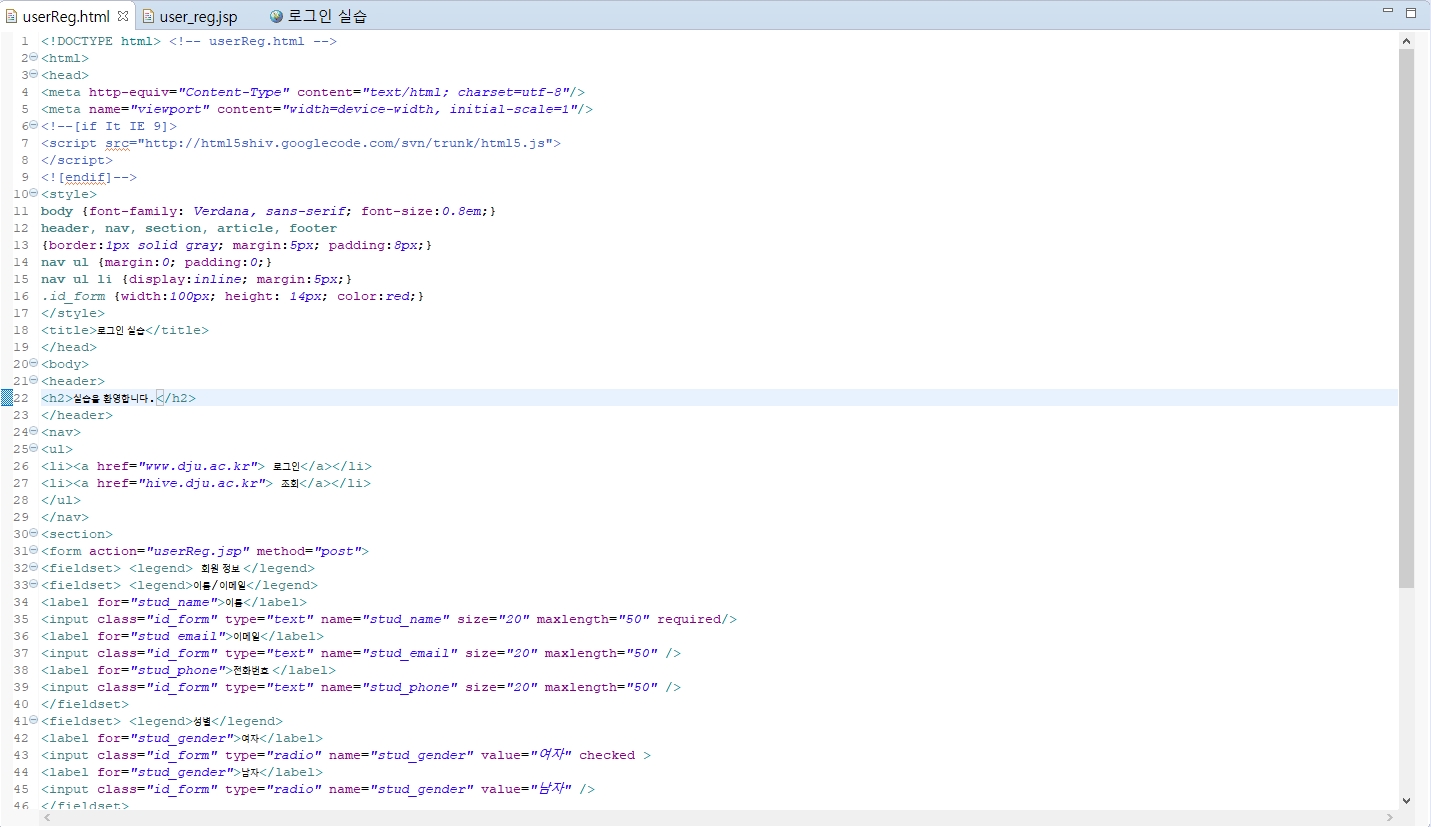 userReg.html user_reg.jsp 로그인 실습
1 <!DOCTYPE html> <!-- userReg.html -->
2 <html>
3 <head>
4 <meta http-equiv="Content-Type" content="text/html; charset=utf-8"/>
5 <meta name="viewport" content="width=device-width, initial-scale=1"/>
6 <!--[if It IE 9]>
7 <script src="http://html5shiv.googlecode.com/svn/trunk/html5.js">
8 </script>
9 <![endif]-->
10 <style>
11 body {font-family: Verdana, sans-serif; font-size:0.8em;}
12 header, nav, section, article, footer
13 {border:1px solid gray; margin:5px; padding:8px;}
14 nav ul {margin:0; padding:0;}
15 nav ul li {display:inline; margin:5px;}
16 .id_form {width:100px; height: 14px; color:red;}
17 </style>
18 <title>로그인 실습</title>
19 </head>
20 <body>
21 <header>
22 <h2>실습을 환영합니다.</h2>
23 </header>
24 <nav>
25 <ul>
26 <li><a href="www.dju.ac.kr"> 로그인</a></li>
27 <li><a href="hive.dju.ac.kr"> 조회</a></li>
28 </ul>
29 </nav>
30 <section>
31 <form action="userReg.jsp" method="post">
32 <fieldset> <legend> 회원 정보 </legend>
33 <fieldset> <legend>이름/이메일</legend>
34 <label for="stud_name">이름</label>
35 <input class="id_form" type="text" name="stud_name" size="20" maxlength="50" required/>
36 <label for="stud email">이메일</label>
37 <input class="id_form" type="text" name="stud_email" size="20" maxlength="50" />
38 <label for="stud_phone">전화번호 </label>
39 <input class="id_form" type="text" name="stud_phone" size="20" maxlength="50" />
40 </fieldset>
41 <fieldset> <legend>성별</legend>
42 <label for="stud_gender">여자</label>
43 <input class="id_form" type="radio" name="stud_gender" value="여자" checked >
44 <label for="stud_gender">남자</label>
45 <input class="id_form" type="radio" name="stud_gender" value="남자" />
46 </fieldset>